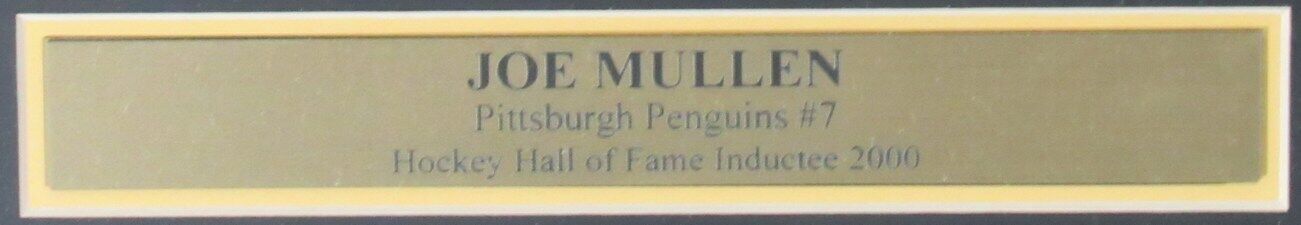 JOE MULLEN
Pittsburgh Penguins #7
Hockey Hall of Fame Inductee 2000